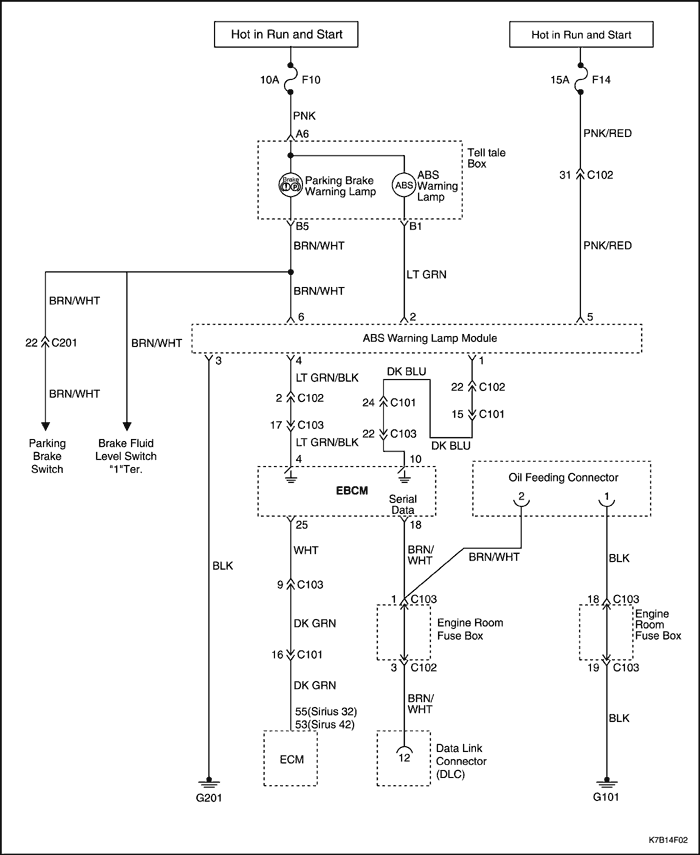 Hot in Run and Start
Hot in Run and Start
10A F10
15A F14
PNK
A6
PNK/RED
Tell tale
Box
Brake
Parking Brake
Warning Lamp
ABS
ABS
Warning
Lamp
31 C102
B5
B1
BRN/WHT
PNK/RED
LT GRN
BRN/WHT
BRN/WHT
6
2
5
22 C201
BRN/WHT
ABS Warning Lamp Module
3
4
1
BRN/WHT
LT GRN/BLK
DK BLU
2 C102
24 C101
22 C102
17 C103
22 C103
15 C101
LT GRN/BLK
DK BLU
Parking
Brake
Switch
Brake Fluid
Level Switch
"1"Ter.
4
10
EBCM
Serial
Data
Oil Feeding Connector
2
1
25
18
WHT
BRN/
WHT
BRN/WHT
BLK
BLK
9 C103
1 C103
18 C103
DK GRN
Engine Room
Fuse Box
Engine
Room
Fuse Box
16 C101
3 C102
19 C103
DK GRN
BRN/
WHT
55(Sirius 32)
53(Sirus 42)
BLK
ECM
12
Data Link
Connector
(DLC)
G201
G101
K7B14F02